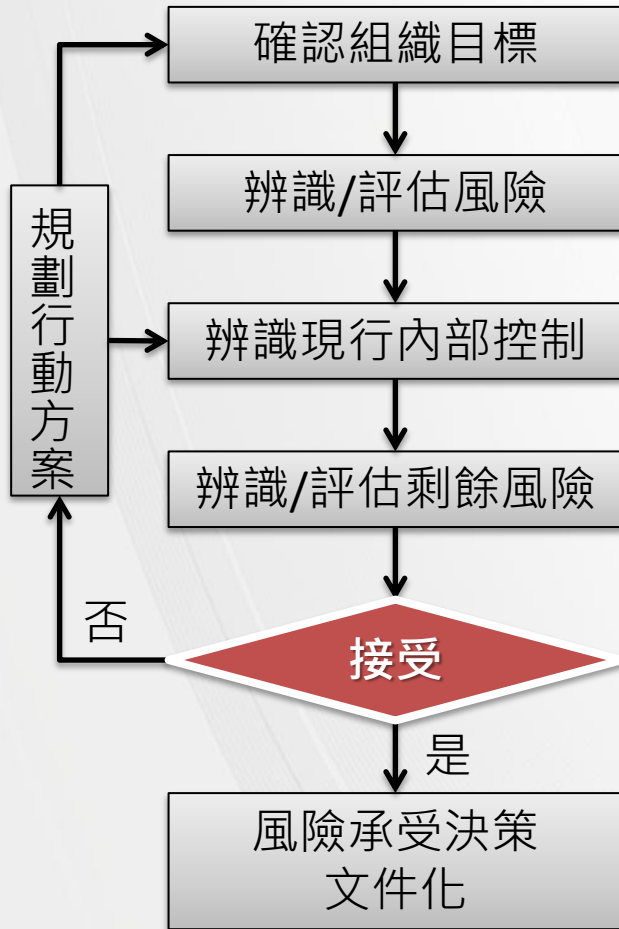 確認組織目標
辨識/評估風險
規劃行動方案
辨識現行內部控制
辨識/評估剩餘風險
否
接受
是
風險承受決策
文件化